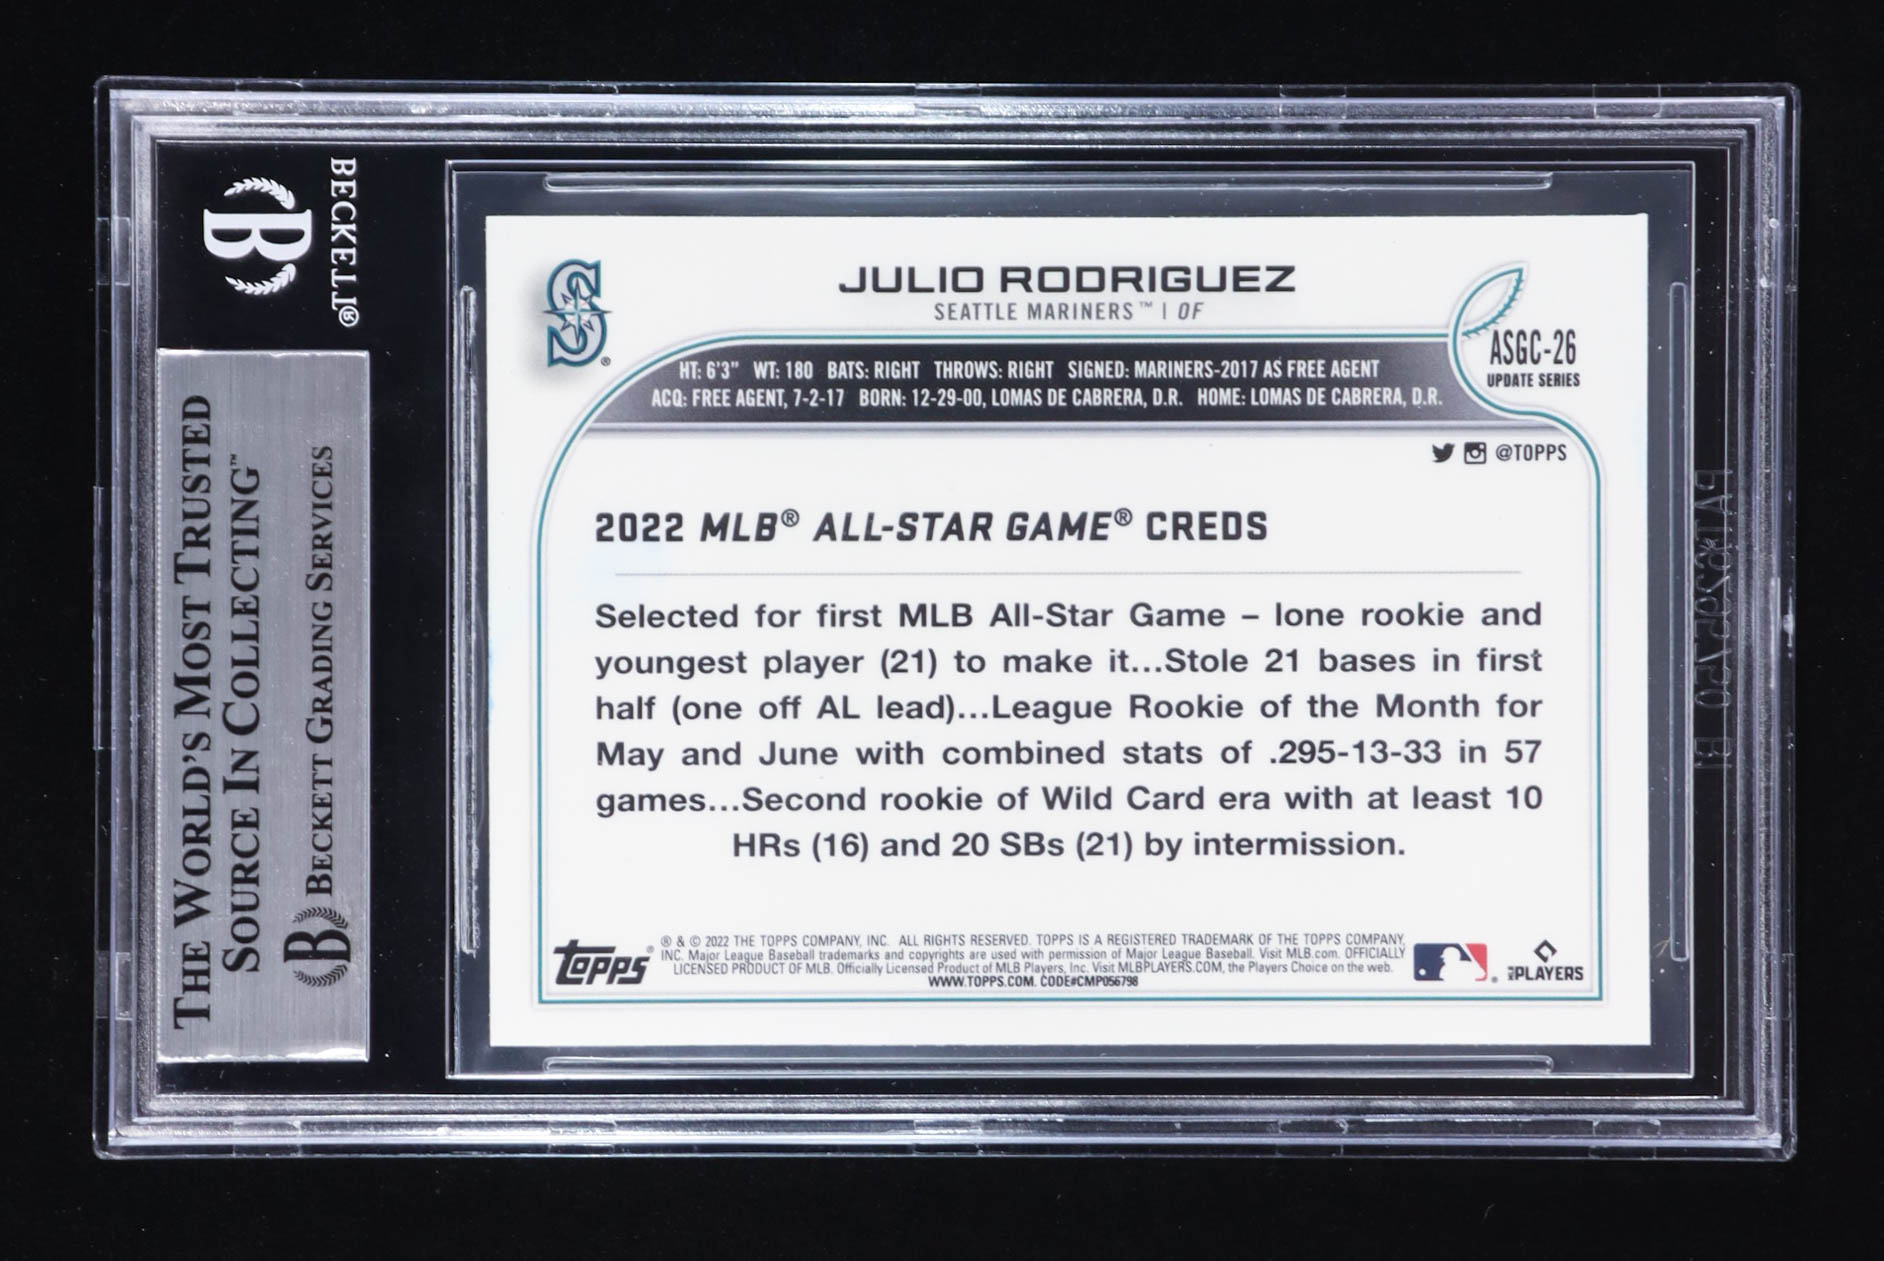 BECKETT®
B
THE WORLD'S MOST TRUSTED
SOURCE IN COLLECTING™
B BECKETT GRADING SERVICES
JULIO RODRIGUEZ
SEATTLE MARINERS™ | OF
S®
ASGC-26
UPDATE SERIES
HT: 6'3" WT: 180 BATS: RIGHT THROWS: RIGHT SIGNED: MARINERS-2017 AS FREE AGENT
ACQ: FREE AGENT, 7-2-17 BORN: 12-29-00, LOMAS DE CABRERA, D.R. HOME: LOMAS DE CABRERA, D.R.
@TOPPS
2022 MLB® ALL-STAR GAME® CREDS
Selected for first MLB All-Star Game – lone rookie and
youngest player (21) to make it...Stole 21 bases in first
half (one off AL lead)...League Rookie of the Month for
May and June with combined stats of .295-13-33 in 57
games...Second rookie of Wild Card era with at least 10
HRs (16) and 20 SBs (21) by intermission.
topps®
® & © 2022 THE TOPPS COMPANY, INC. ALL RIGHTS RESERVED. TOPPS IS A REGISTERED TRADEMARK OF THE TOPPS COMPANY,
INC. Major League Baseball trademarks and copyrights are used with permission of Major League Baseball. Visit MLB.com. OFFICIALLY
LICENSED PRODUCT OF MLB. Officially Licensed Product of MLB Players, Inc. Visit MLBPLAYERS.COM, the Players Choice on the web.
WWW.TOPPS.COM. CODE#CMP056798
MLB PLAYERS